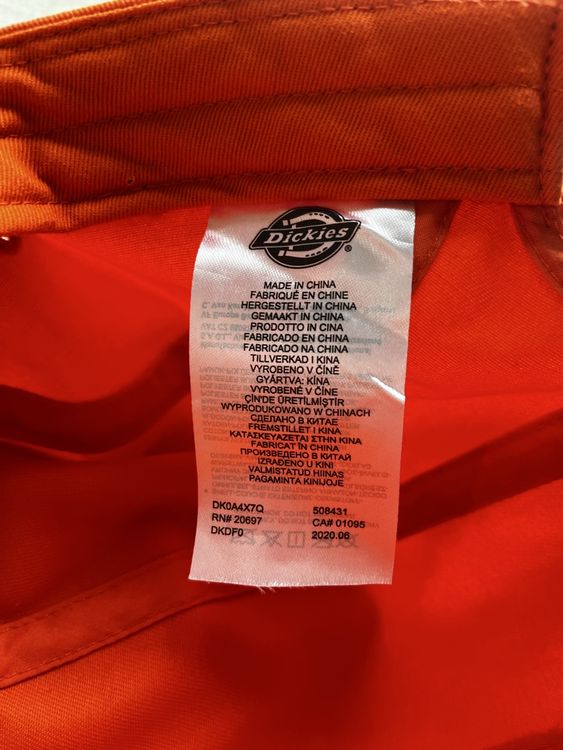 Dickies ®
MADE IN CHINA
FABRIQUÉ EN CHINE
HERGESTELLT IN CHINA
GEMAAKT IN CHINA
PRODOTTO IN CINA
FABRICADO EN CHINA
FABRICADO NA CHINA
TILLVERKAD I KINA
VYROBENO V ČÍNĚ
GYÁRTVA: KÍNA
VYROBENÉ V ČÍNE
ÇIN'DE ÜRETİLMİŞTİR
WYPRODUKOWANO W CHINACH
СДЕЛАНО В КИТАЕ
FREMSTILLET I KINA
ΚΑΤΑΣΚΕΥΑΖΕΤΑΙ ΣΤΗΝ ΚΙΝΑ
FABRICAT ÎN CHINA
ПРОИЗВЕДЕНО В КИТАЙ
IZRAĐENO U KINI
VALMISTATUD HIINAS
PAGAMINTA KINIJOJE
DK0A4X7Q 508431
RN# 20697 CA# 01095
DKDF0 2020.06